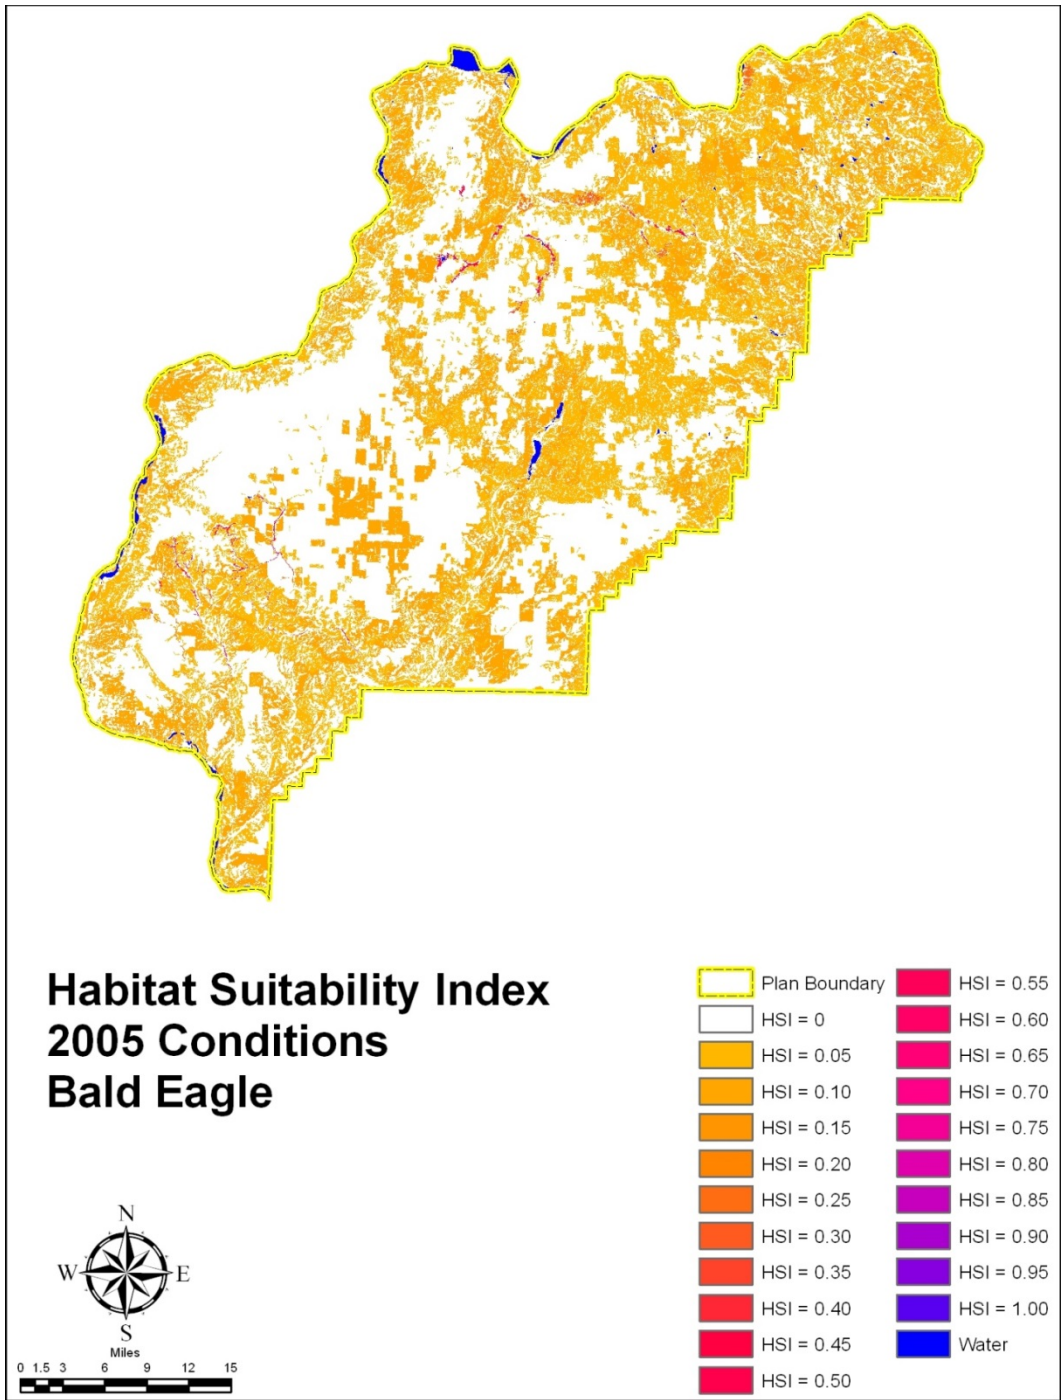 Habitat Suitability Index
2005 Conditions
Bald Eagle
N
W E
S
Miles
0 1.5 3 6 9 12 15
Plan Boundary
HSI = 0
HSI = 0.05
HSI = 0.10
HSI = 0.15
HSI = 0.20
HSI = 0.25
HSI = 0.30
HSI = 0.35
HSI = 0.40
HSI = 0.45
HSI = 0.50
HSI = 0.55
HSI = 0.60
HSI = 0.65
HSI = 0.70
HSI = 0.75
HSI = 0.80
HSI = 0.85
HSI = 0.90
HSI = 0.95
HSI = 1.00
Water